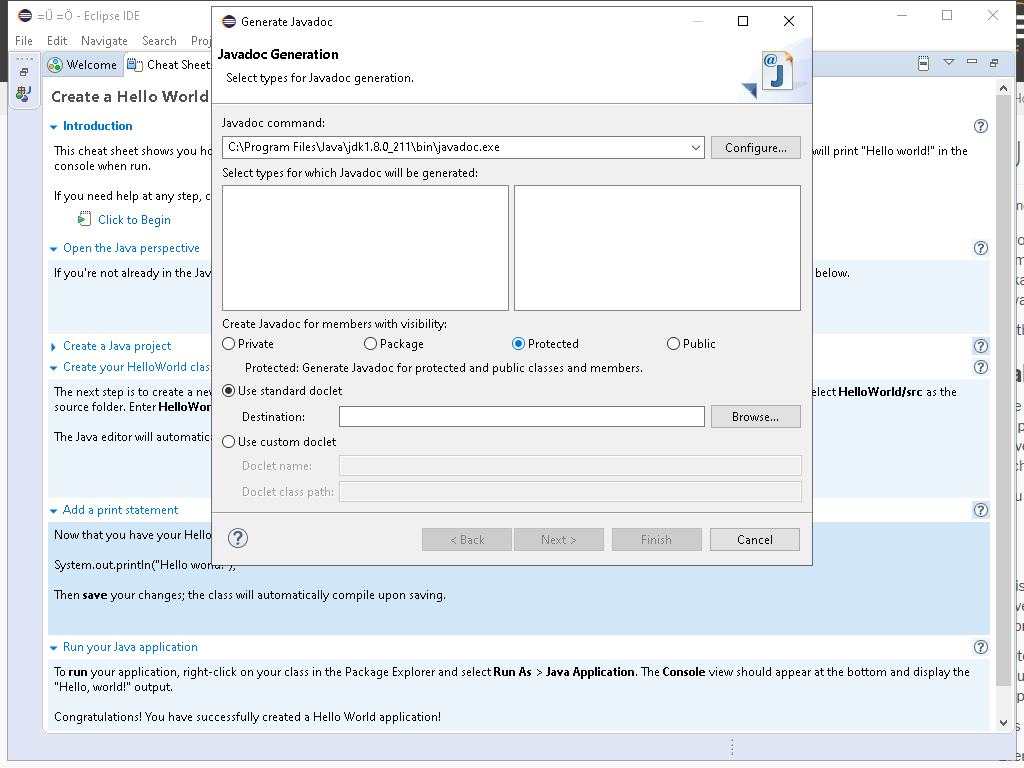 =Ü =Ö - Eclipse IDE
File Edit Navigate Search Proj
Welcome
Cheat Sheet
Create a Hello World
Introduction
This cheat sheet shows you ho
will print "Hello world!" in the
console when run.
If you need help at any step, c
Click to Begin
Open the Java perspective
If you're not already in the Jav
below.
Create a Java project
Create your HelloWorld clas
The next step is to create a new
elect HelloWorld/src as the
source folder. Enter HelloWor
The Java editor will automatica
Add a print statement
Now that you have your Hello
System.out.println("Hello world!");
Then save your changes; the class will automatically compile upon saving.
Run your Java application
To run your application, right-click on your class in the Package Explorer and select Run As > Java Application. The Console view should appear at the bottom and display the
"Hello, world!" output.
Congratulations! You have successfully created a Hello World application!
Generate Javadoc
Javadoc Generation
Select types for Javadoc generation.
@J
Javadoc command:
C:\Program Files\Java\jdk1.8.0_211\bin\javadoc.exe
Configure...
Select types for which Javadoc will be generated:
Create Javadoc for members with visibility:
Private Package Protected Public
Protected: Generate Javadoc for protected and public classes and members.
Use standard doclet
Destination:
Browse...
Use custom doclet
Doclet name:
Doclet class path:
? < Back Next > Finish Cancel